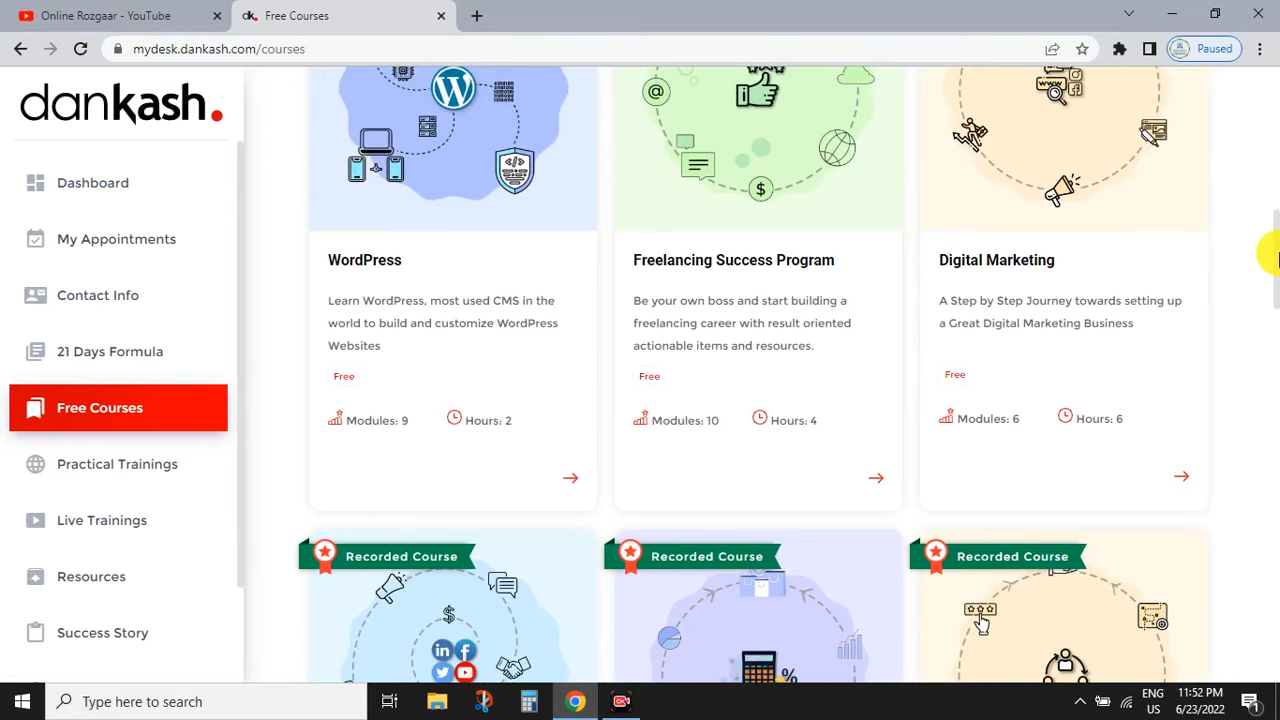 Online Rozgaar - YouTube
dk. Free Courses
mydesk.dankash.com/courses
Paused
dankash.
Dashboard
My Appointments
Contact Info
21 Days Formula
Free Courses
Practical Trainings
Live Trainings
Resources
Success Story
WordPress
Learn WordPress, most used CMS in the
world to build and customize WordPress
Websites
Free
Modules: 9 Hours: 2
Freelancing Success Program
Be your own boss and start building a
freelancing career with result oriented
actionable items and resources.
Free
Modules: 10 Hours: 4
WWW
Digital Marketing
A Step by Step Journey towards setting up
a Great Digital Marketing Business
Free
Modules: 6 Hours: 6
Recorded Course
Recorded Course
Recorded Course
Type here to search
ENG
US
11:52 PM
6/23/2022
1